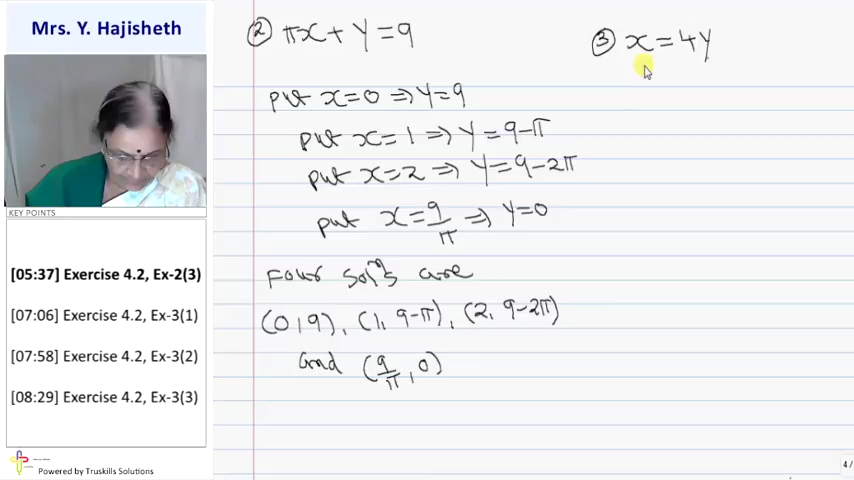 Mrs. Y. Hajisheth
KEY POINTS
[05:37] Exercise 4.2, Ex-2(3)
[07:06] Exercise 4.2, Ex-3(1)
[07:58] Exercise 4.2, Ex-3(2)
[08:29] Exercise 4.2, Ex-3(3)
Powered by Truskills Solutions
② πx + y = 9
put x=0 ⇒ y=9
put x=1 ⇒ y=9-π
put x=2 ⇒ y=9-2π
put x=9/π ⇒ y=0
Four solⁿs are
(0,9), (1, 9-π), (2, 9-2π)
and (9/π, 0)
③ x=4y
4/